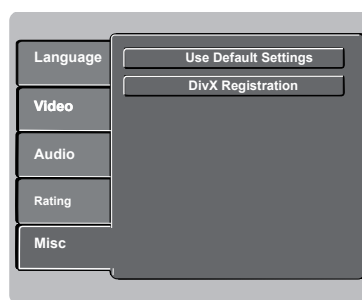 Language
Use Default Settings
DivX Registration
Video
Audio
Rating
Misc